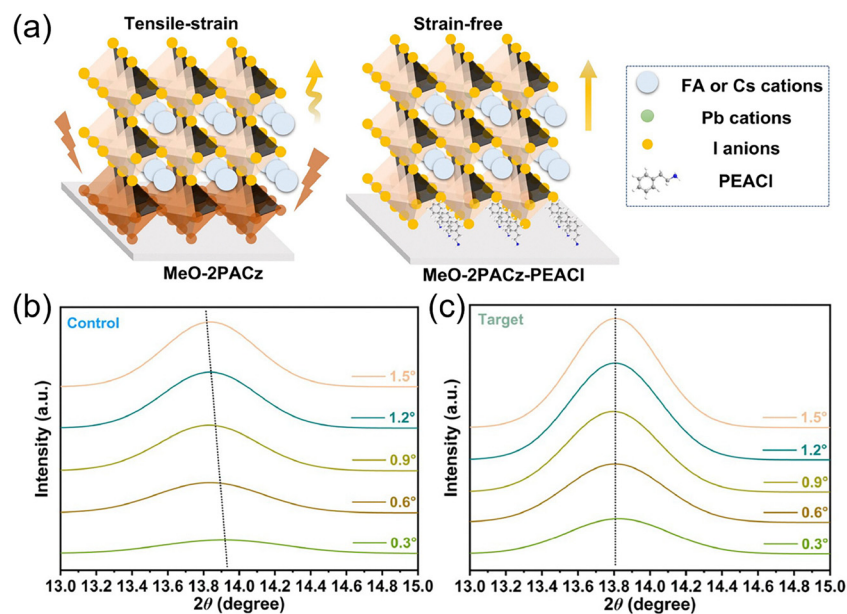 (a)
Tensile-strain
Strain-free
FA or Cs cations
Pb cations
I anions
PEACl
MeO-2PACz
MeO-2PACz-PEACl
(b)
Control
1.5°
1.2°
0.9°
0.6°
0.3°
Intensity (a.u.)
13.0 13.2 13.4 13.6 13.8 14.0 14.2 14.4 14.6 14.8 15.0
2θ (degree)
(c)
Target
1.5°
1.2°
0.9°
0.6°
0.3°
Intensity (a.u.)
13.0 13.2 13.4 13.6 13.8 14.0 14.2 14.4 14.6 14.8 15.0
2θ (degree)